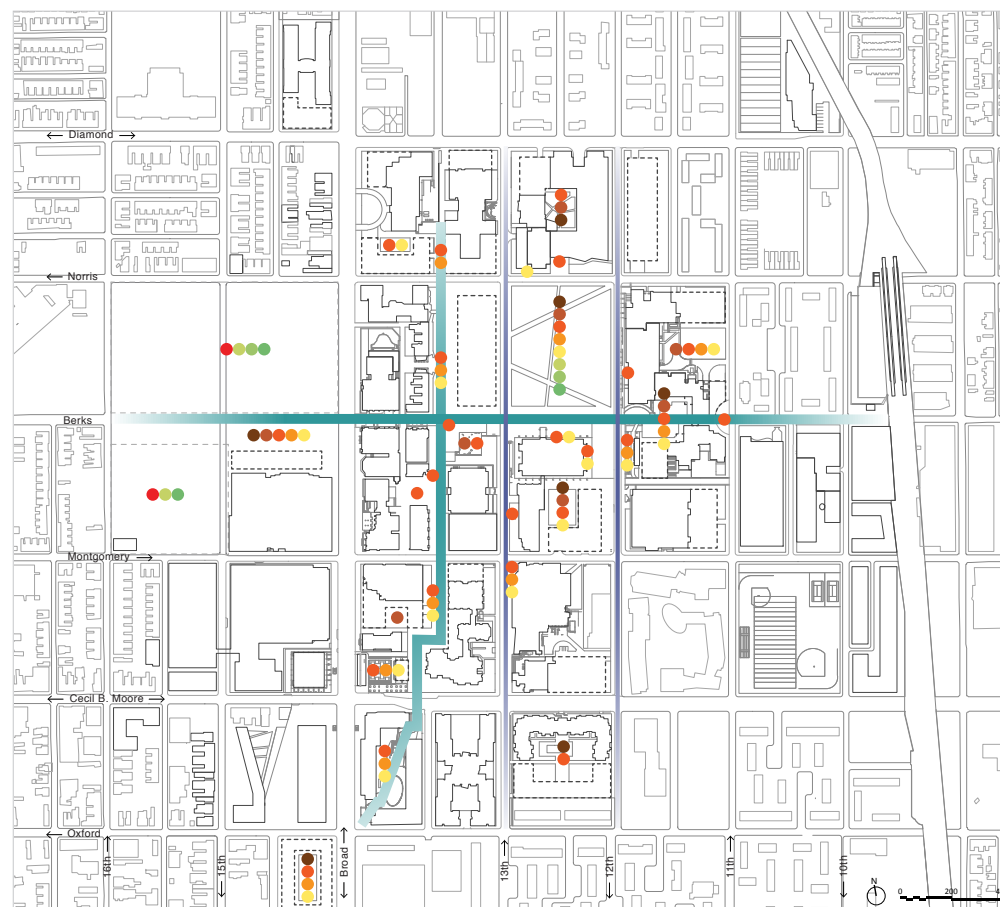 Diamond
Norris
Berks
Montgomery
Cecil B. Moore
Oxford
16th
15th
Broad
13th
12th
11th
10th
N
0 200